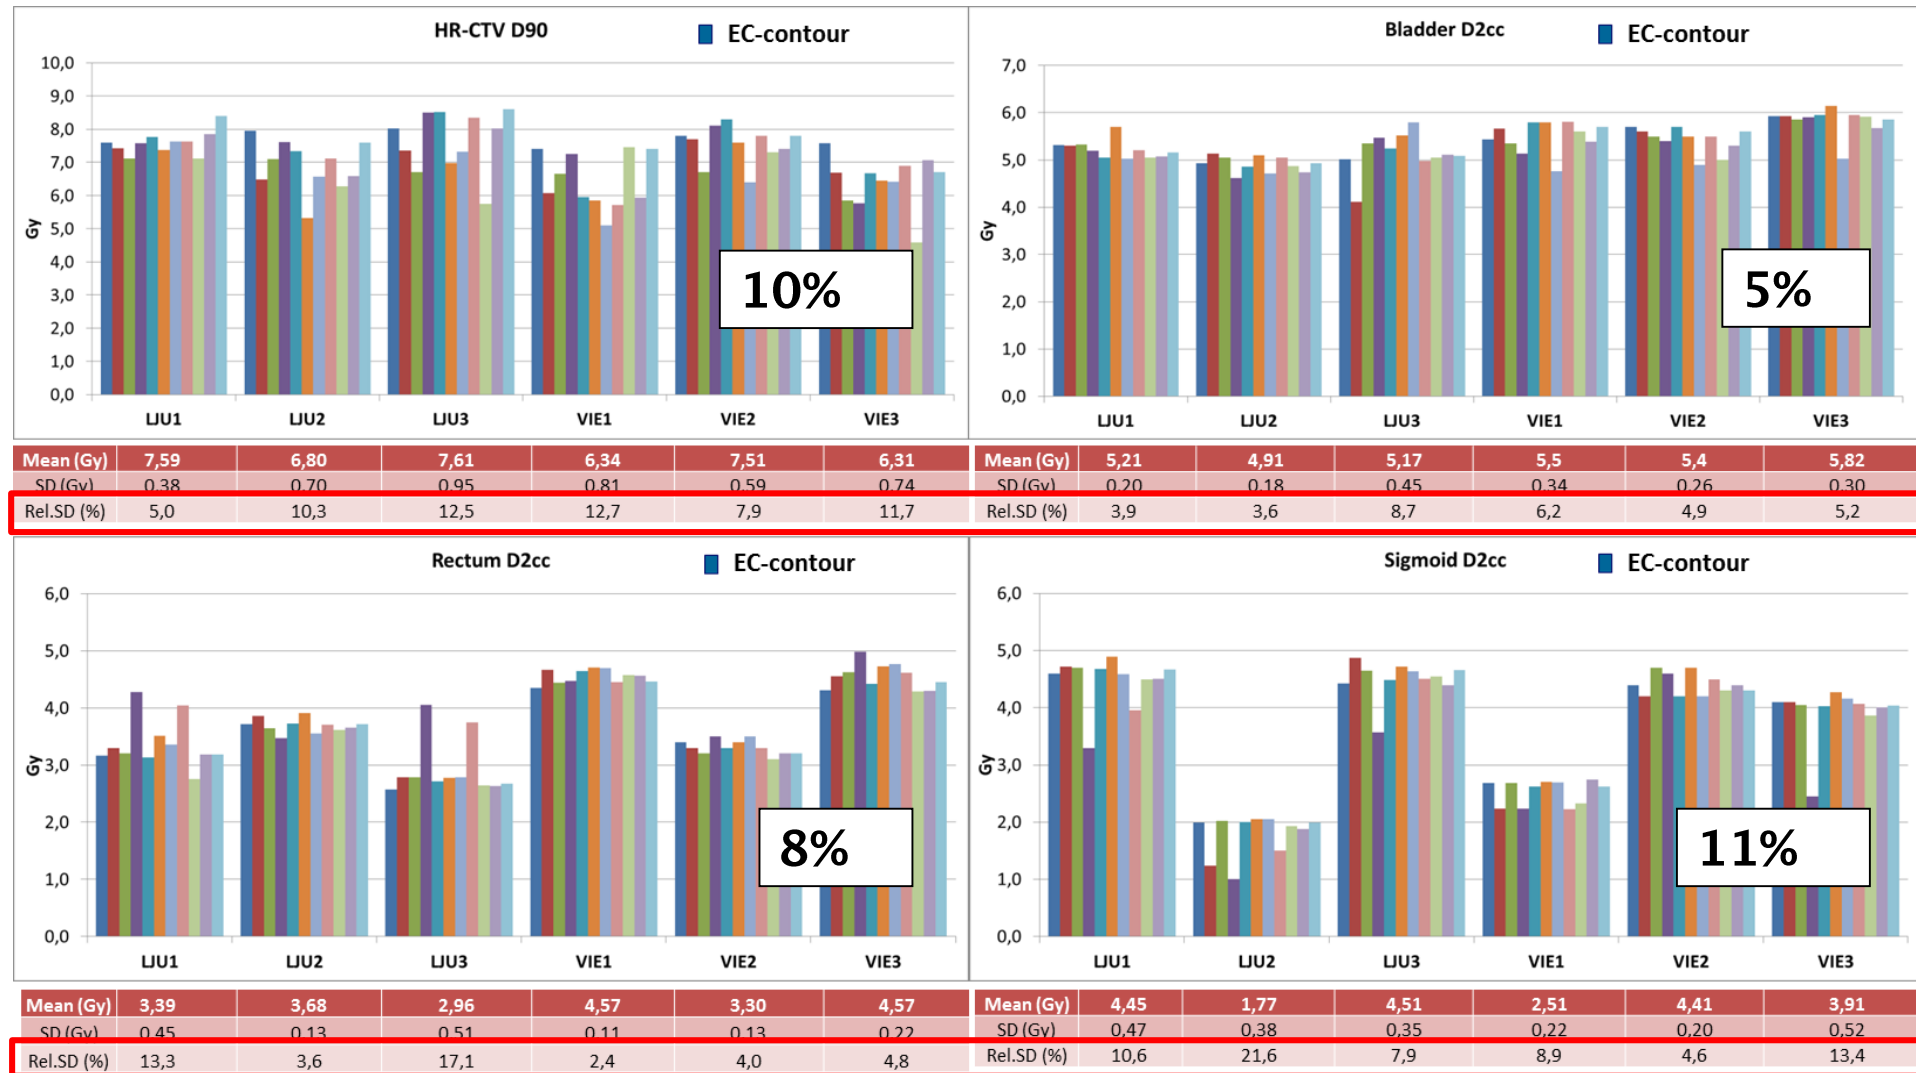 HR-CTV D90
EC-contour
10,0
9,0
8,0
7,0
6,0
5,0
4,0
3,0
2,0
1,0
0,0
Gy
10%
LJU1 LJU2 LJU3 VIE1 VIE2 VIE3
Mean (Gy) 7,59 6,80 7,61 6,34 7,51 6,31
SD (Gy) 0,38 0,70 0,95 0,81 0,59 0,74
Rel.SD (%) 5,0 10,3 12,5 12,7 7,9 11,7
Bladder D2cc
EC-contour
7,0
6,0
5,0
4,0
3,0
2,0
1,0
0,0
Gy
5%
LJU1 LJU2 LJU3 VIE1 VIE2 VIE3
Mean (Gy) 5,21 4,91 5,17 5,5 5,4 5,82
SD (Gy) 0,20 0,18 0,45 0,34 0,26 0,30
Rel.SD (%) 3,9 3,6 8,7 6,2 4,9 5,2
Rectum D2cc
EC-contour
6,0
5,0
4,0
3,0
2,0
1,0
0,0
Gy
8%
LJU1 LJU2 LJU3 VIE1 VIE2 VIE3
Mean (Gy) 3,39 3,68 2,96 4,57 3,30 4,57
SD (Gy) 0,45 0,13 0,51 0,11 0,13 0,22
Rel.SD (%) 13,3 3,6 17,1 2,4 4,0 4,8
Sigmoid D2cc
EC-contour
6,0
5,0
4,0
3,0
2,0
1,0
0,0
Gy
11%
LJU1 LJU2 LJU3 VIE1 VIE2 VIE3
Mean (Gy) 4,45 1,77 4,51 2,51 4,41 3,91
SD (Gy) 0,47 0,38 0,35 0,22 0,20 0,52
Rel.SD (%) 10,6 21,6 7,9 8,9 4,6 13,4